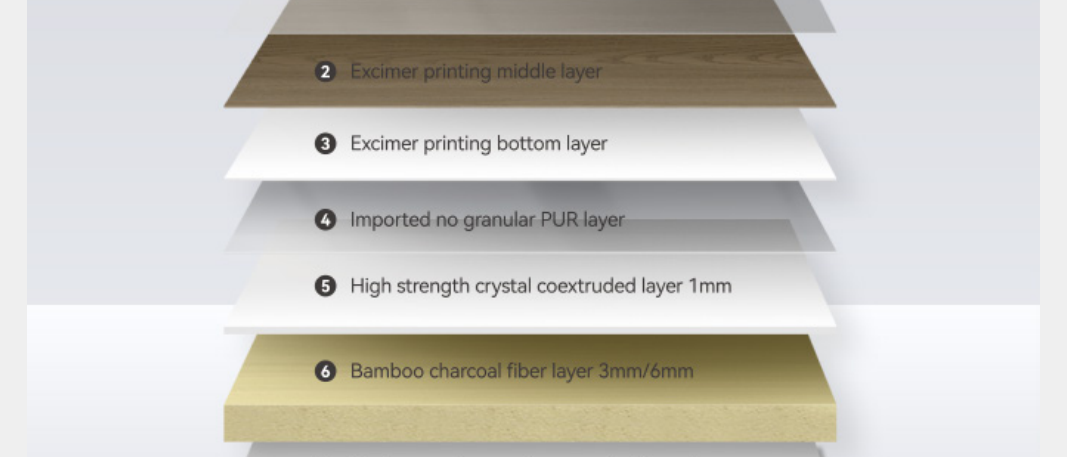 2 Excimer printing middle layer
3 Excimer printing bottom layer
4 Imported no granular PUR layer
5 High strength crystal coextruded layer 1mm
6 Bamboo charcoal fiber layer 3mm/6mm